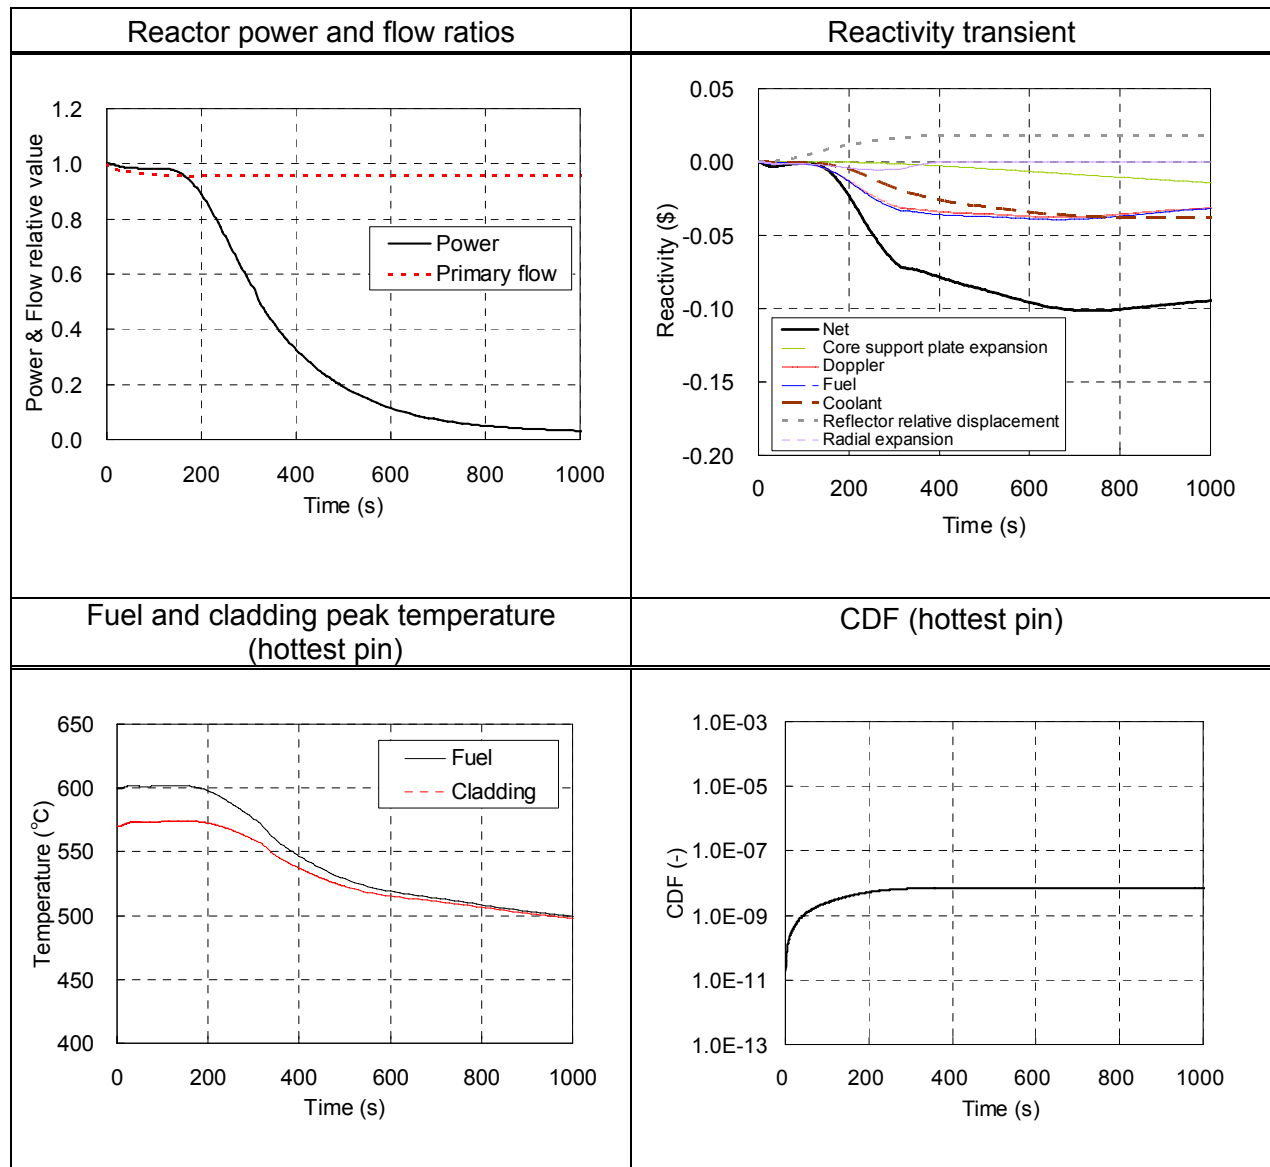 Reactor power and flow ratios
Reactivity transient
Power & Flow relative value
1.2
1.0
0.8
0.6
0.4
0.2
0.0
0 200 400 600 800 1000
Time (s)
Power
Primary flow
Reactivity ($)
0.05
0.00
-0.05
-0.10
-0.15
-0.20
0 200 400 600 800 1000
Time (s)
Net
Core support plate expansion
Doppler
Fuel
Coolant
Reflector relative displacement
Radial expansion
Fuel and cladding peak temperature
(hottest pin)
CDF (hottest pin)
Temperature (°C)
650
600
550
500
450
400
0 200 400 600 800 1000
Time (s)
Fuel
Cladding
CDF (-)
1.0E-03
1.0E-05
1.0E-07
1.0E-09
1.0E-11
1.0E-13
0 200 400 600 800 1000
Time (s)